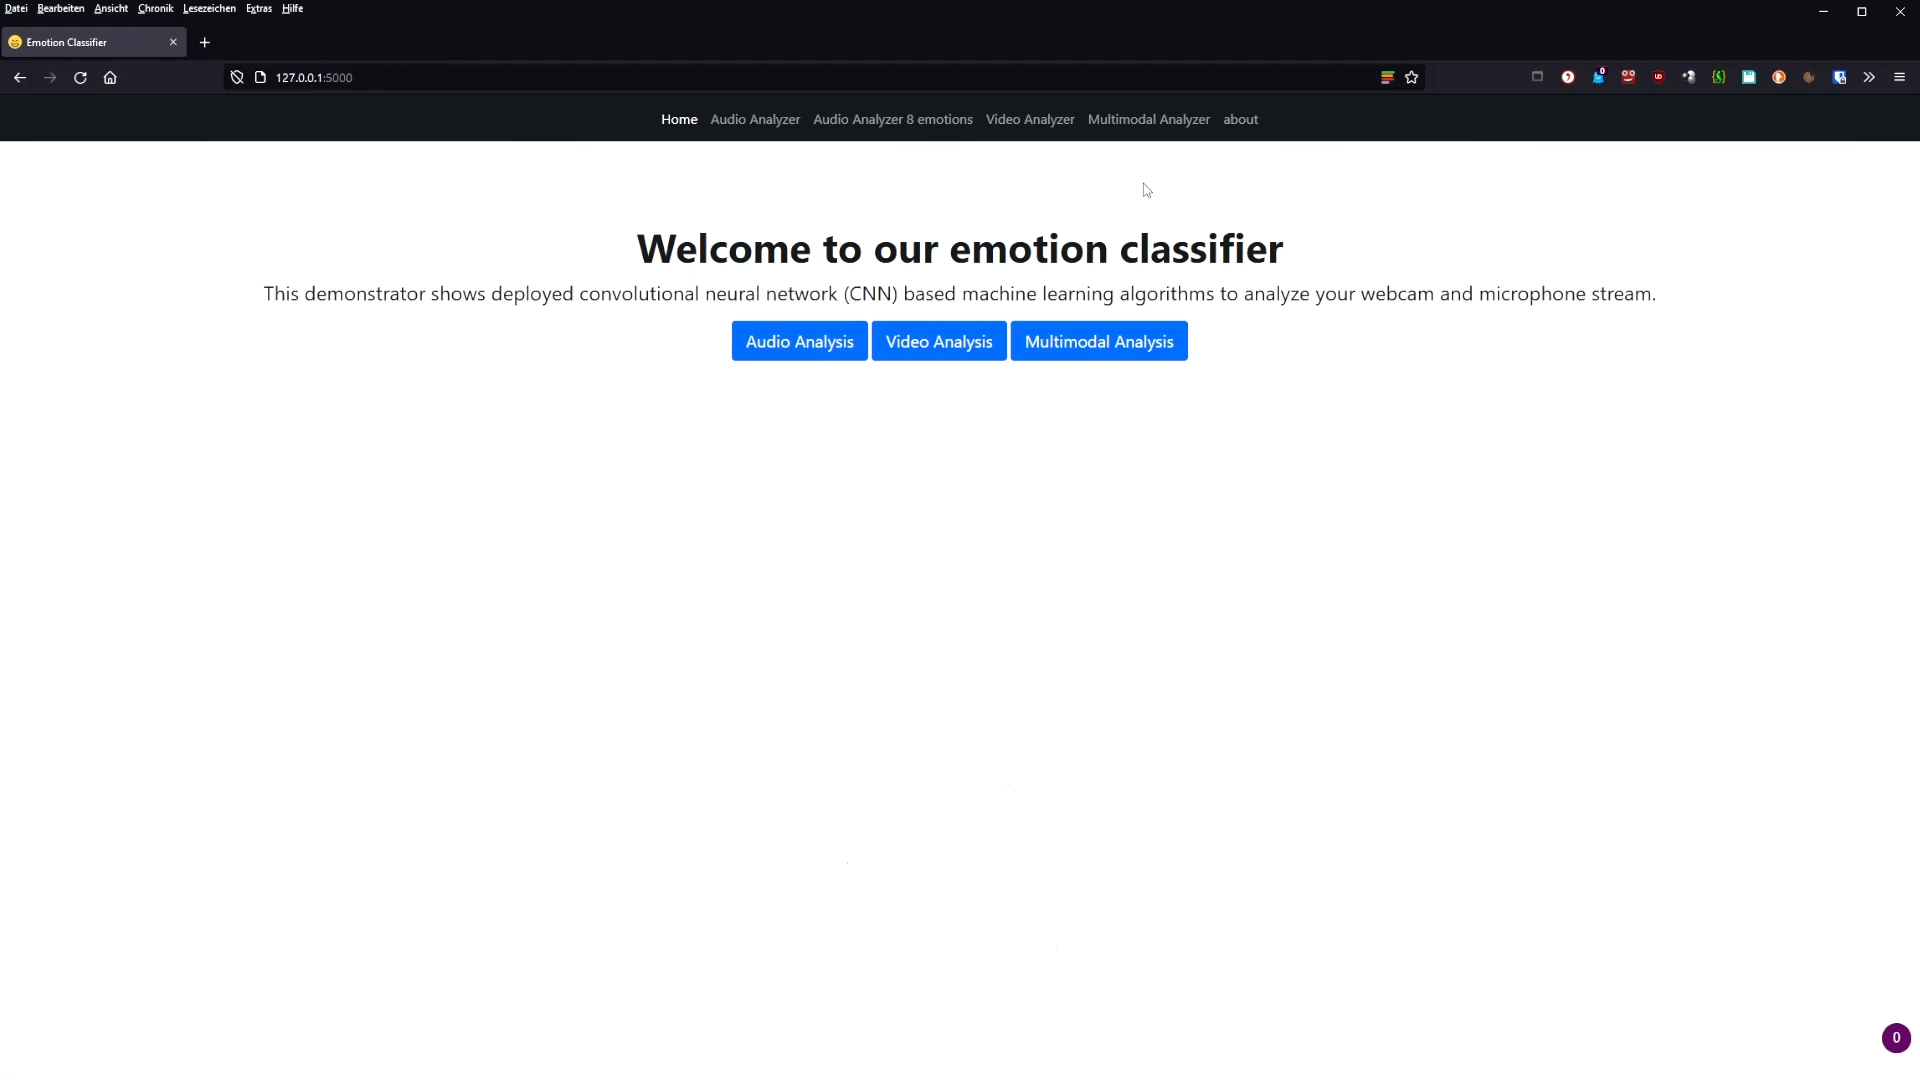 Datei Bearbeiten Ansicht Chronik Lesezeichen Extras Hilfe
Emotion Classifier
127.0.0.1:5000
Home Audio Analyzer Audio Analyzer 8 emotions Video Analyzer Multimodal Analyzer about
Welcome to our emotion classifier
This demonstrator shows deployed convolutional neural network (CNN) based machine learning algorithms to analyze your webcam and microphone stream.
Audio Analysis Video Analysis Multimodal Analysis
0